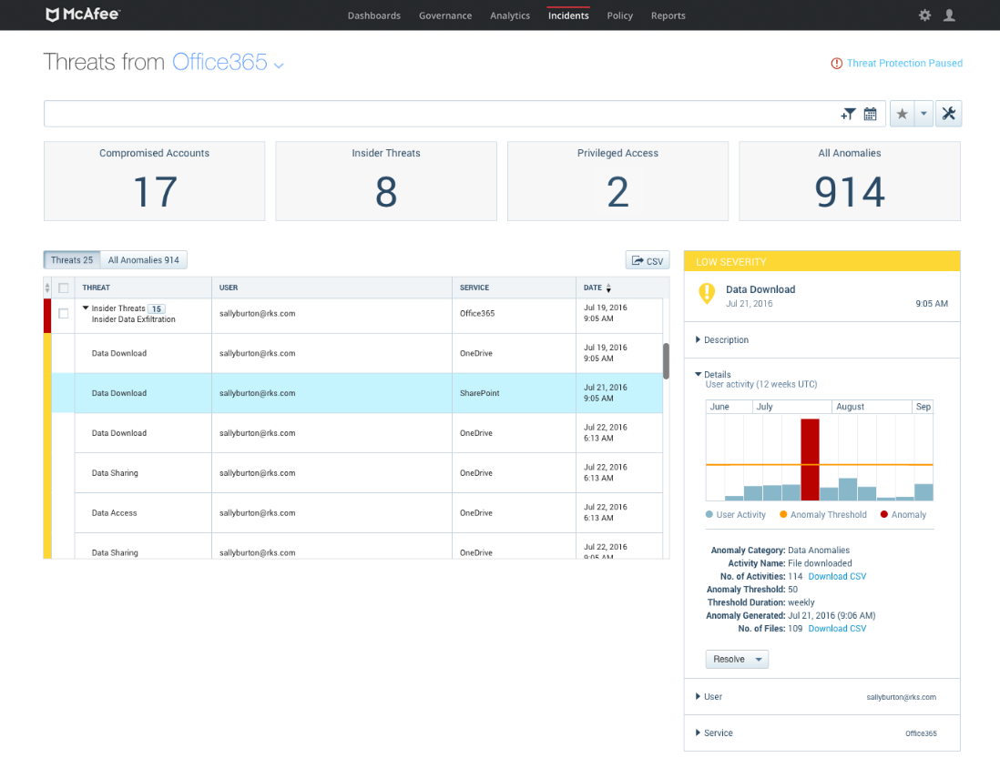 McAfee™
Dashboards Governance Analytics Incidents Policy Reports
Threats from Office365
Threat Protection Paused
Compromised Accounts
17
Insider Threats
8
Privileged Access
2
All Anomalies
914
Threats 25 All Anomalies 914
CSV
THREAT USER SERVICE DATE
Insider Threats 15
Insider Data Exfiltration
sallyburton@rks.com
Office365
Jul 19, 2016
9:05 AM
Data Download
sallyburton@rks.com
OneDrive
Jul 19, 2016
9:05 AM
Data Download
sallyburton@rks.com
SharePoint
Jul 21, 2016
9:05 AM
Data Download
sallyburton@rks.com
OneDrive
Jul 22, 2016
6:13 AM
Data Sharing
sallyburton@rks.com
OneDrive
Jul 22, 2016
6:13 AM
Data Access
sallyburton@rks.com
OneDrive
Jul 22, 2016
6:13 AM
Data Sharing
sallyburton@rks.com
OneDrive
Jul 22, 2016
9:05 AM
LOW SEVERITY
Data Download
Jul 21, 2016 9:05 AM
Description
Details
User activity (12 weeks UTC)
June July August Sep
User Activity Anomaly Threshold Anomaly
Anomaly Category: Data Anomalies
Activity Name: File downloaded
No. of Activities: 114 Download CSV
Anomaly Threshold: 50
Threshold Duration: weekly
Anomaly Generated: Jul 21, 2016 (9:06 AM)
No. of Files: 109 Download CSV
Resolve
User sallyburton@rks.com
Service Office365